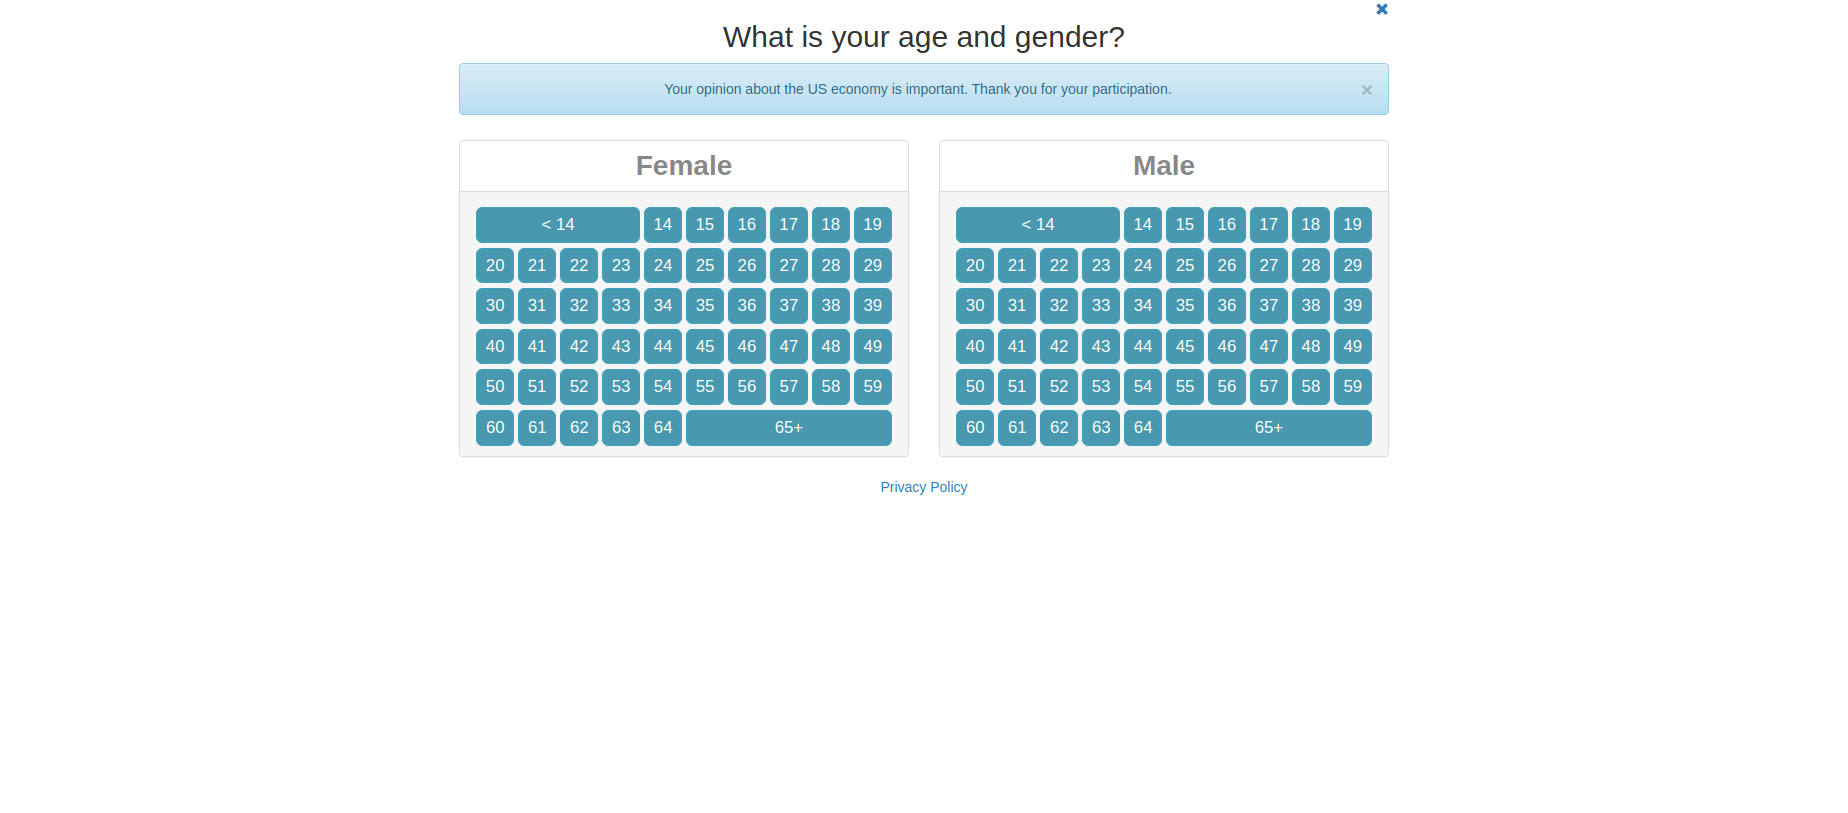 ✖
What is your age and gender?
Your opinion about the US economy is important. Thank you for your participation. ×
Female
< 14 14 15 16 17 18 19
20 21 22 23 24 25 26 27 28 29
30 31 32 33 34 35 36 37 38 39
40 41 42 43 44 45 46 47 48 49
50 51 52 53 54 55 56 57 58 59
60 61 62 63 64 65+
Male
< 14 14 15 16 17 18 19
20 21 22 23 24 25 26 27 28 29
30 31 32 33 34 35 36 37 38 39
40 41 42 43 44 45 46 47 48 49
50 51 52 53 54 55 56 57 58 59
60 61 62 63 64 65+
Privacy Policy